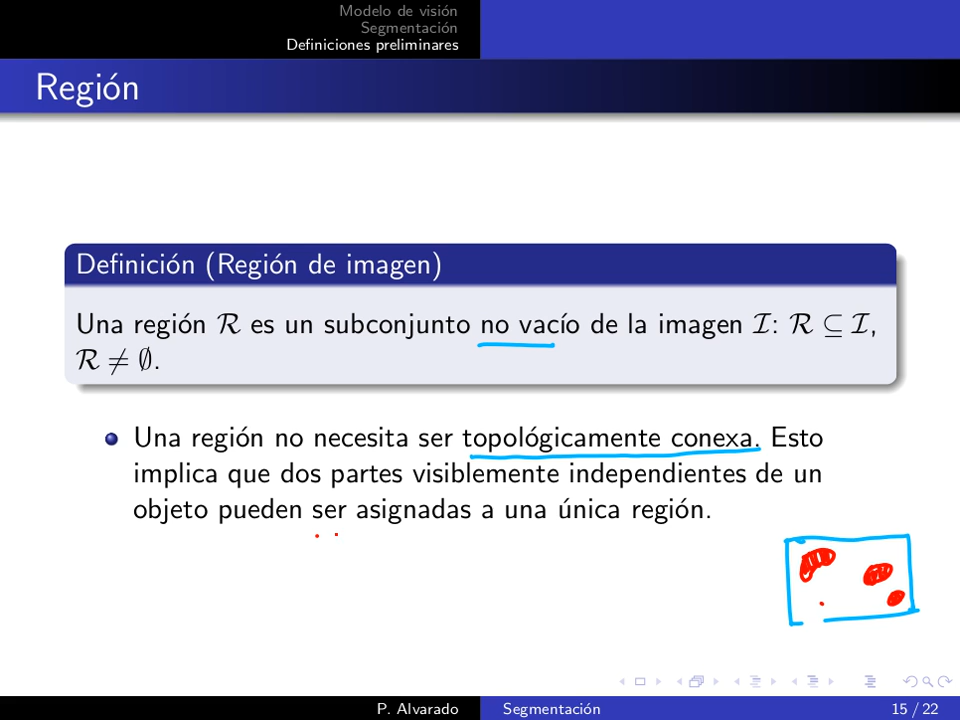 Modelo de visión
Segmentación
Definiciones preliminares
Región
Definición (Región de imagen)
Una región ℛ es un subconjunto no vacío de la imagen ℐ: ℛ ⊆ ℐ,
ℛ ≠ ∅.
Una región no necesita ser topológicamente conexa. Esto
implica que dos partes visiblemente independientes de un
objeto pueden ser asignadas a una única región.
P. Alvarado Segmentación 15 / 22